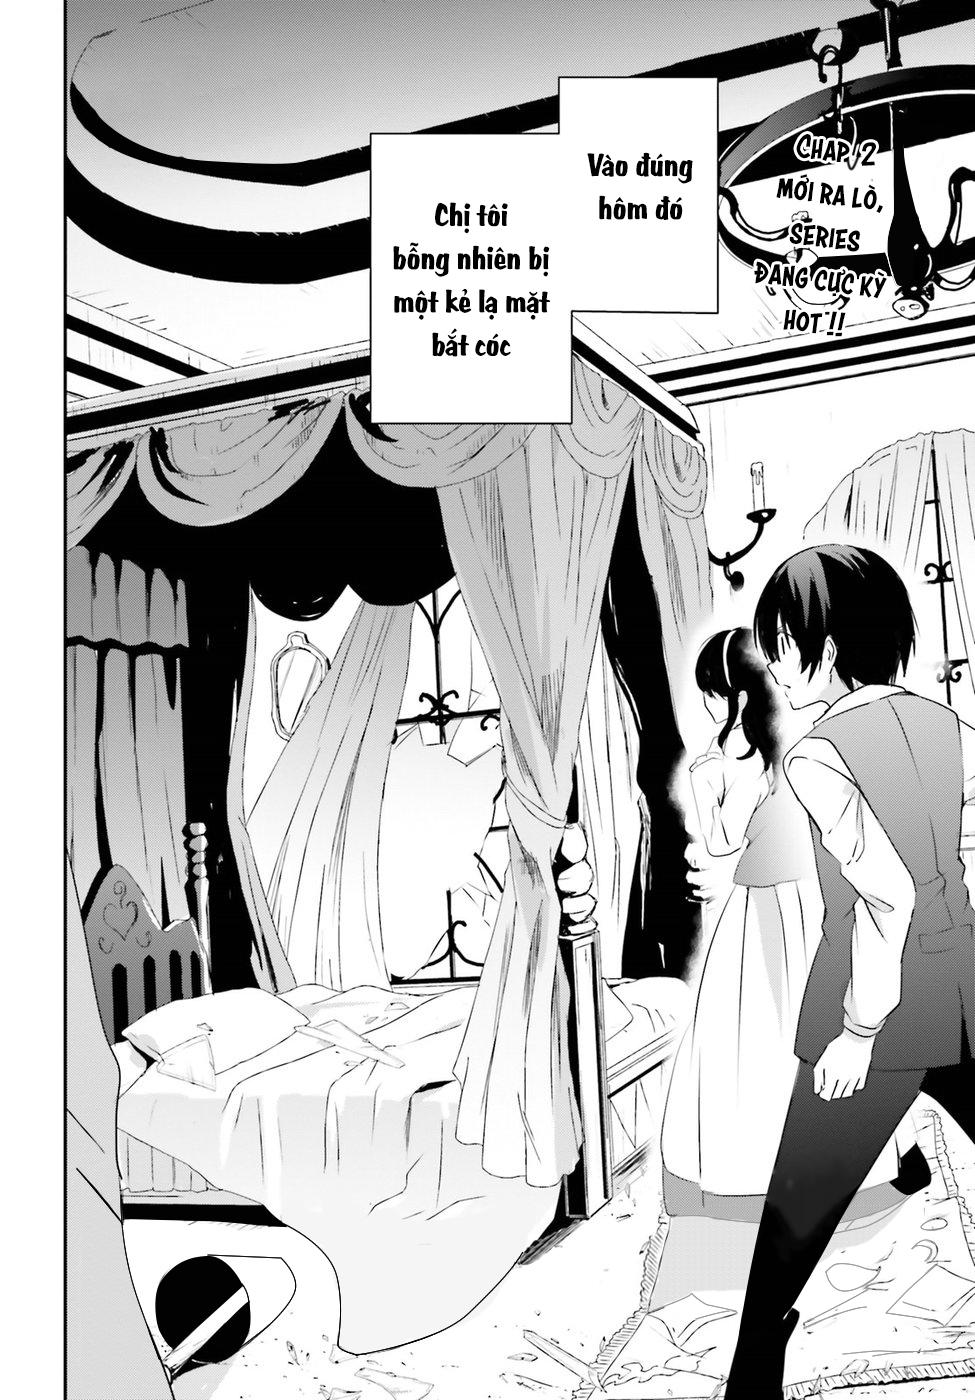 CHAP 2
MỚI RA LÒ,
SERIES
ĐANG CỰC KỲ
HOT !!
Vào đúng
hôm đó
Chị tôi
bỗng nhiên bị
một kẻ lạ mặt
bắt cóc